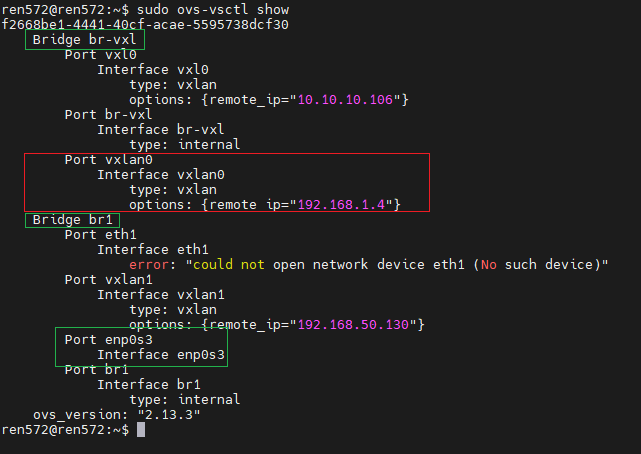 ren572@ren572:~$ sudo ovs-vsctl show
f2668be1-4441-40cf-acae-5595738dcf30
Bridge br-vxl
Port vxl0
Interface vxl0
type: vxlan
options: {remote_ip="10.10.10.106"}
Port br-vxl
Interface br-vxl
type: internal
Port vxlan0
Interface vxlan0
type: vxlan
options: {remote_ip="192.168.1.4"}
Bridge br1
Port eth1
Interface eth1
error: "could not open network device eth1 (No such device)"
Port vxlan1
Interface vxlan1
type: vxlan
options: {remote_ip="192.168.50.130"}
Port enp0s3
Interface enp0s3
Port br1
Interface br1
type: internal
ovs_version: "2.13.3"
ren572@ren572:~$